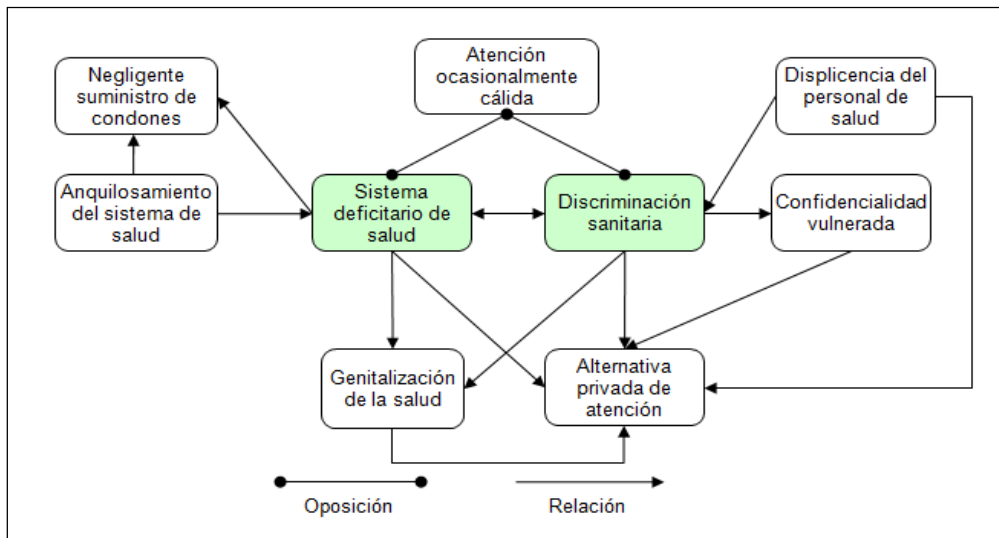 Atención
ocasionalmente
cálida
Negligente
suministro de
condones
Displicencia del
personal de
salud
Anquilosamiento
del sistema de
salud
Sistema
deficitario de
salud
Discriminación
sanitaria
Confidencialidad
vulnerada
Genitalización
de la salud
Alternativa
privada de
atención
Oposición
Relación